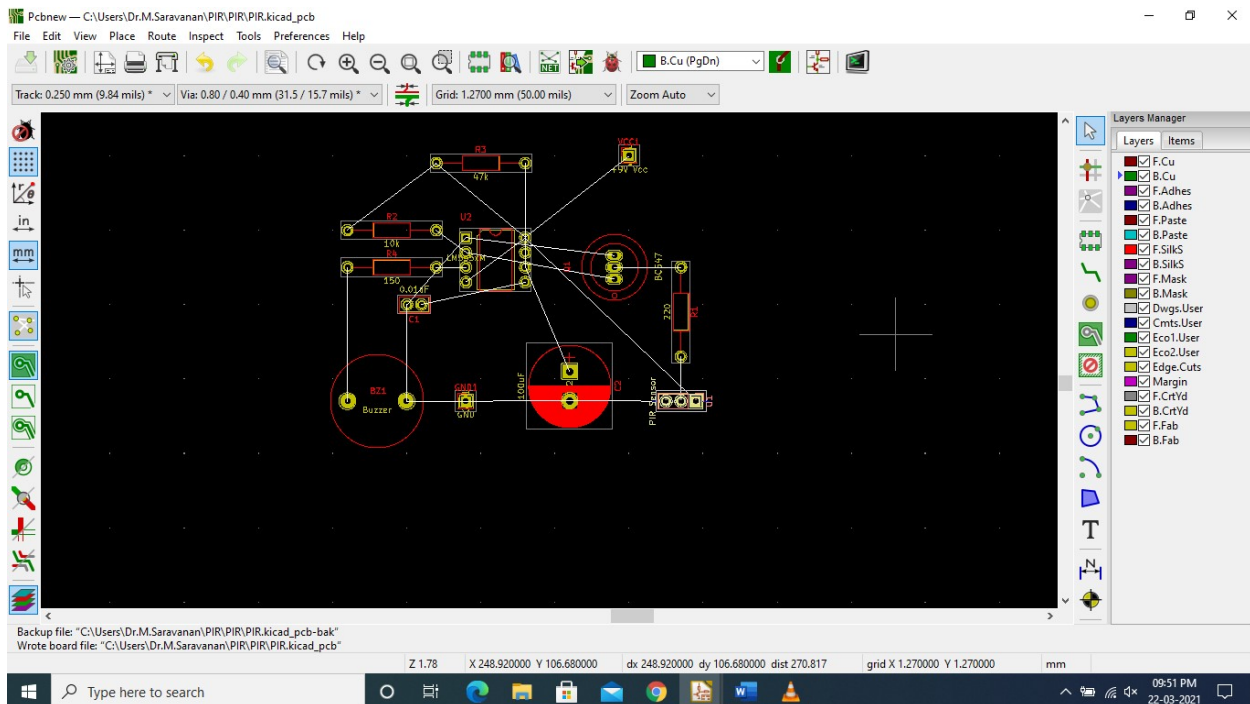 Pcbnew — C:\Users\Dr.M.Saravanan\PIR\PIR\PIR.kicad_pcb
File Edit View Place Route Inspect Tools Preferences Help
NET
B.Cu (PgDn)
Track: 0.250 mm (9.84 mils) *
Via: 0.80 / 0.40 mm (31.5 / 15.7 mils) *
Grid: 1.2700 mm (50.00 mils)
Zoom Auto
in
mm
R3
47k
VCC1
+9V Vcc
R2
10k
U2
R4
150
0.01uF
C1
BC547
220
R1
BZ1
Buzzer
GND1
GND
100uF
C2
PIR_Sensor
U1
T
N
Layers Manager
Layers Items
F.Cu
B.Cu
F.Adhes
B.Adhes
F.Paste
B.Paste
F.SilkS
B.SilkS
F.Mask
B.Mask
Dwgs.User
Cmts.User
Eco1.User
Eco2.User
Edge.Cuts
Margin
F.CrtYd
B.CrtYd
F.Fab
B.Fab
Backup file: "C:\Users\Dr.M.Saravanan\PIR\PIR\PIR.kicad_pcb-bak"
Wrote board file: "C:\Users\Dr.M.Saravanan\PIR\PIR\PIR.kicad_pcb"
Z 1.78 X 248.920000 Y 106.680000 dx 248.920000 dy 106.680000 dist 270.817 grid X 1.270000 Y 1.270000 mm
Type here to search
09:51 PM
22-03-2021